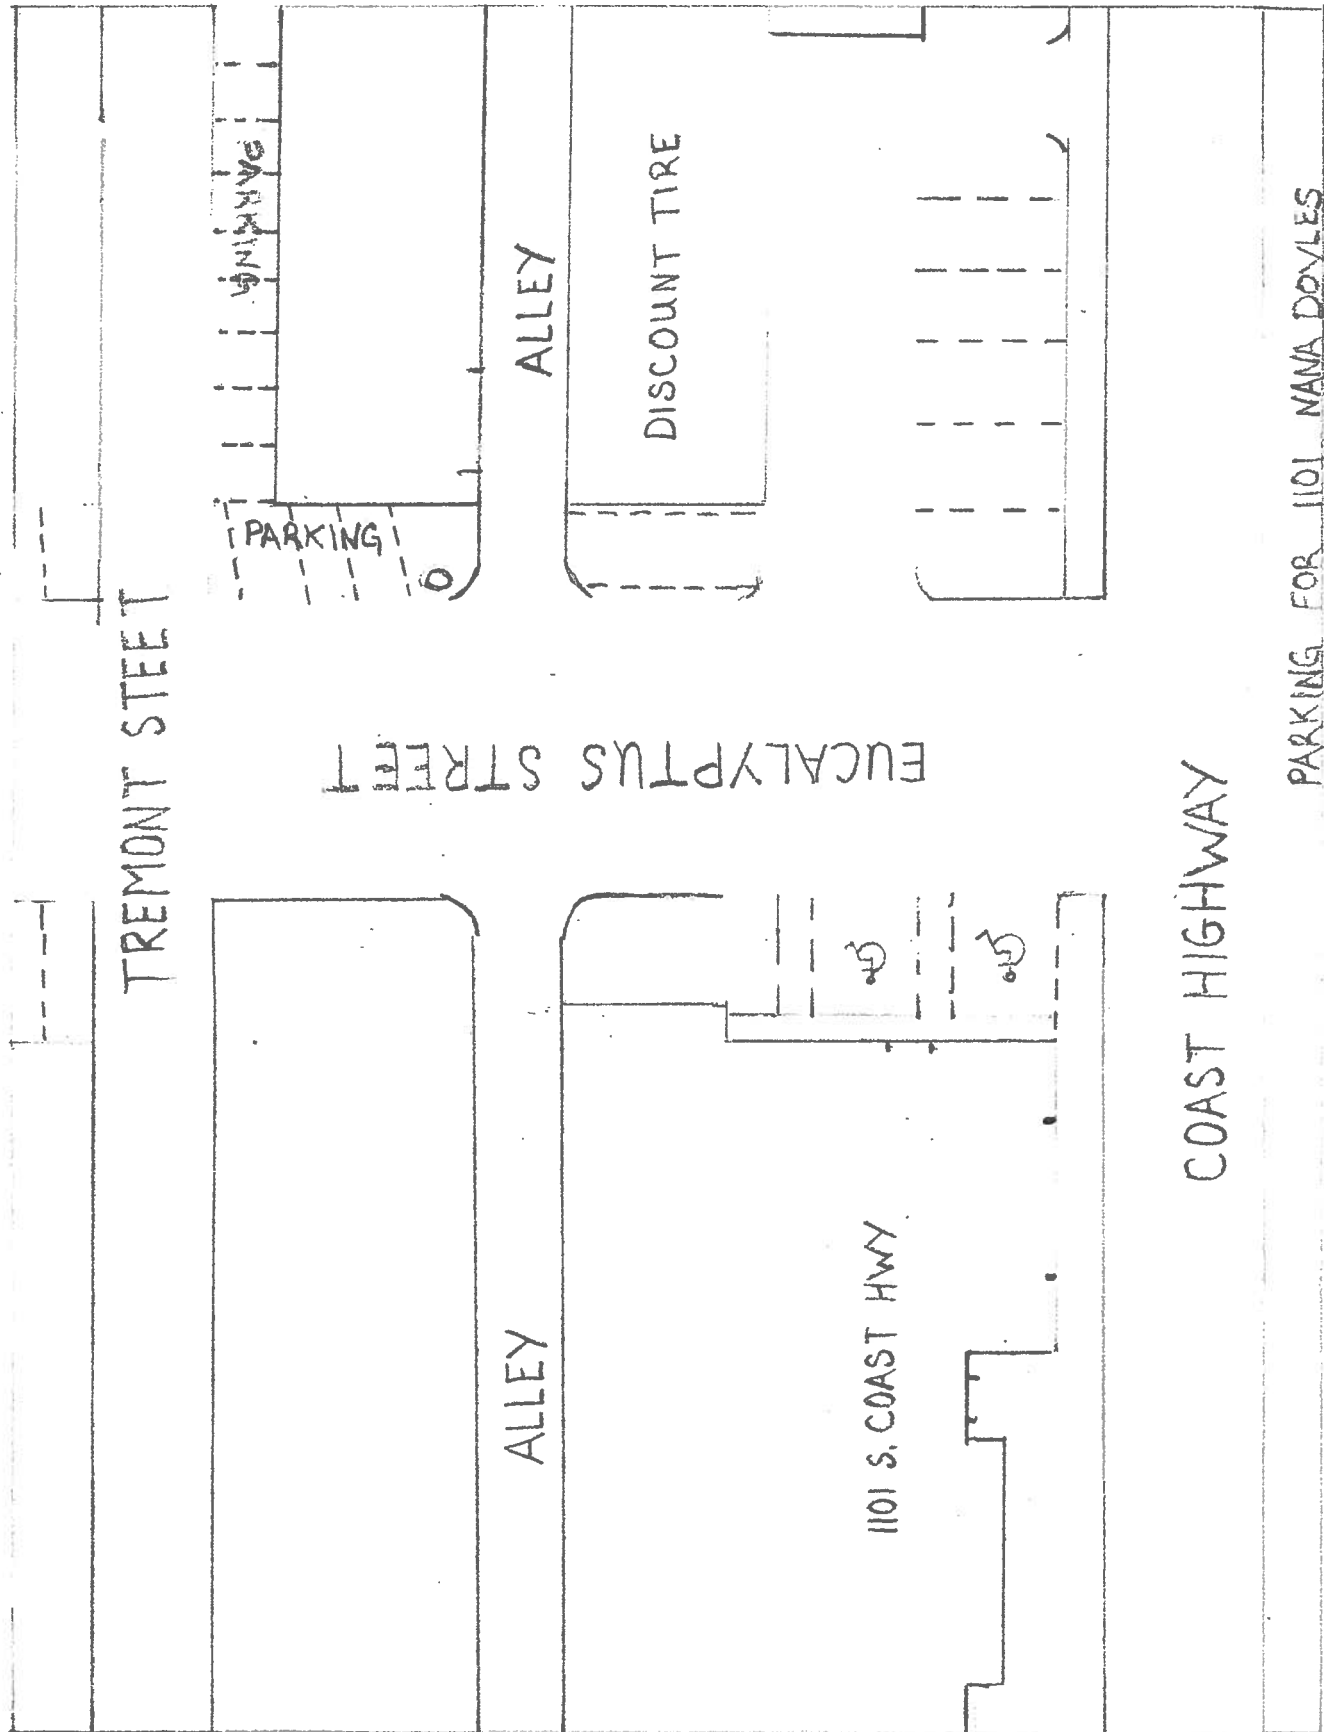 TREMONT STEET
PARKING
PARKING
ALLEY
DISCOUNT TIRE
EUCALYPTUS STREET
ALLEY
1101 S. COAST HWY
COAST HIGHWAY
PARKING FOR 1101 NANA DOYLES